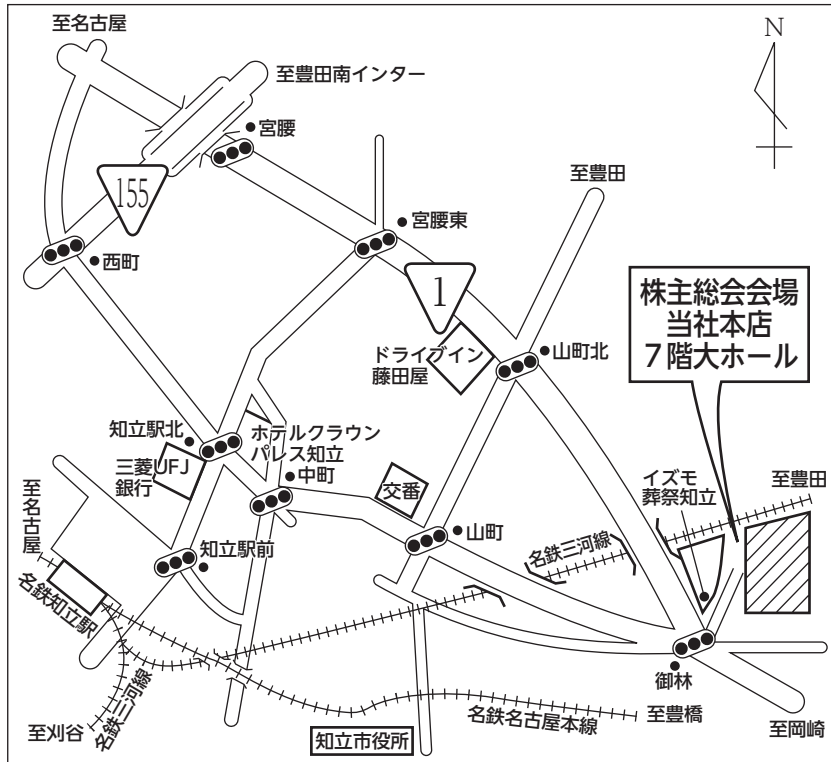 至名古屋
至豊田南インター
N
宮腰
155
至豊田
宮腰東
西町
1
株主総会会場
当社本店
7階大ホール
ドライブイン
藤田屋
山町北
知立駅北
ホテルクラウン
パレス知立
三菱UFJ
銀行
中町
交番
イズモ
葬祭知立
至豊田
至名古屋
山町
名鉄三河線
知立駅前
名鉄知立駅
御林
名鉄三河線
至刈谷
名鉄名古屋本線
至豊橋
至岡崎
知立市役所